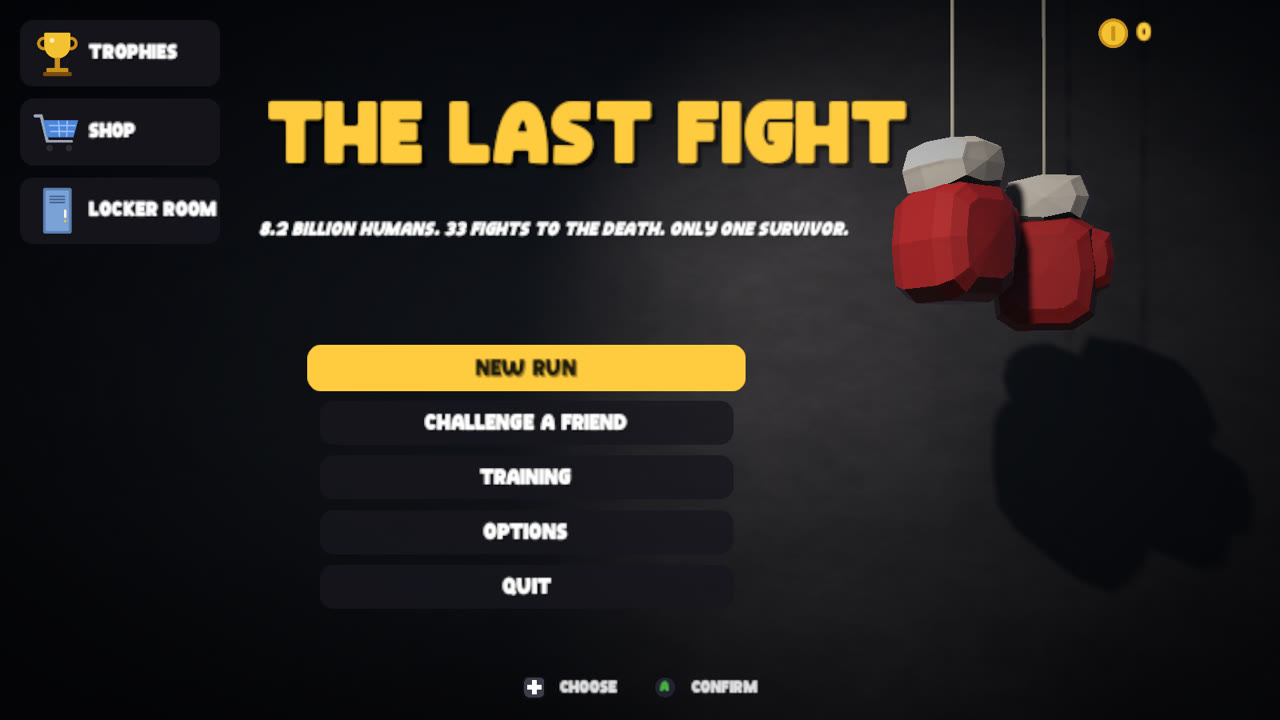 TROPHIES
0
SHOP
LOCKER ROOM
THE LAST FIGHT
8.2 BILLION HUMANS. 33 FIGHTS TO THE DEATH. ONLY ONE SURVIVOR.
NEW RUN
CHALLENGE A FRIEND
TRAINING
OPTIONS
QUIT
CHOOSE
A CONFIRM